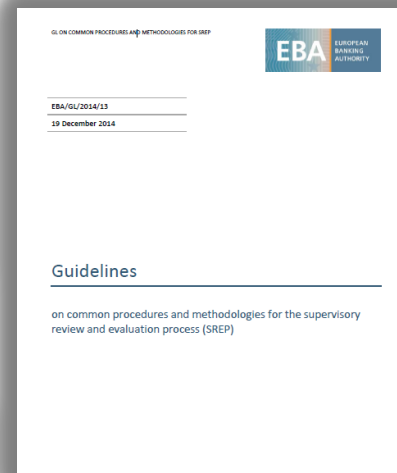 GL ON COMMON PROCEDURES AND METHODOLOGIES FOR SREP
EBA EUROPEAN
BANKING
AUTHORITY
EBA/GL/2014/13
19 December 2014
Guidelines
on common procedures and methodologies for the supervisory
review and evaluation process (SREP)